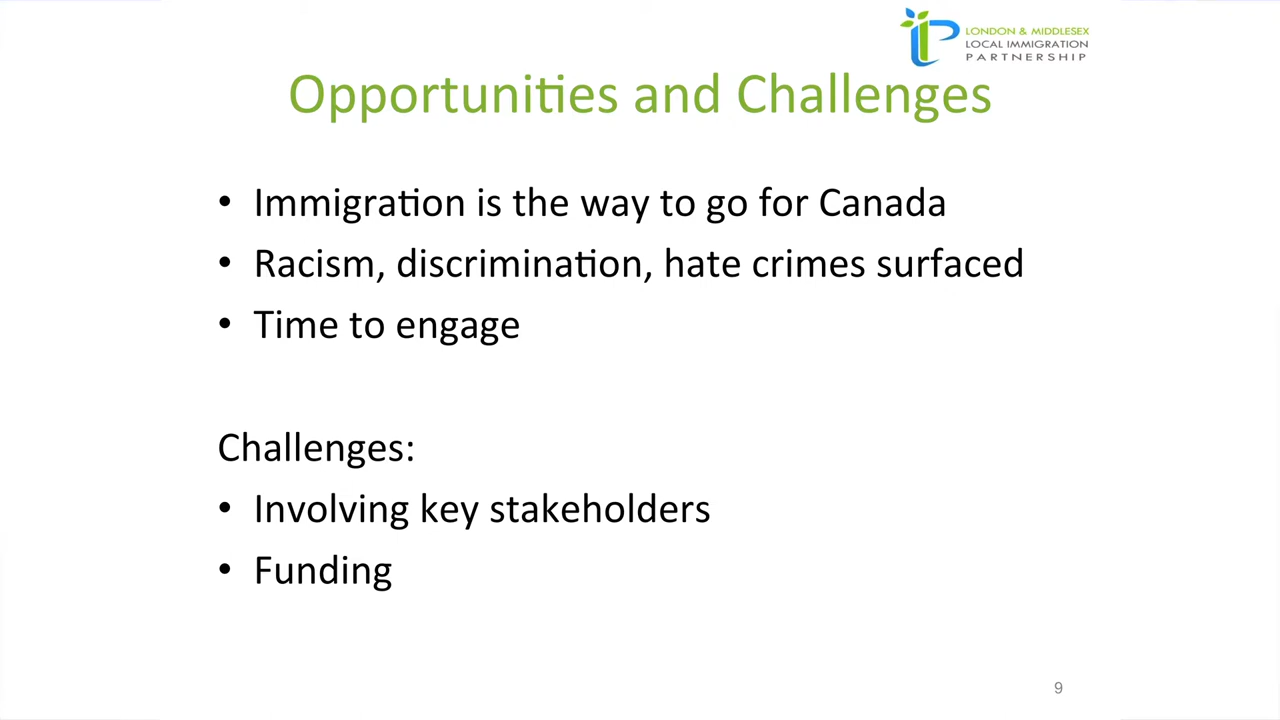 LONDON & MIDDLESEX
LOCAL IMMIGRATION
PARTNERSHIP
Opportunities and Challenges
• Immigration is the way to go for Canada
• Racism, discrimination, hate crimes surfaced
• Time to engage
Challenges:
• Involving key stakeholders
• Funding
9